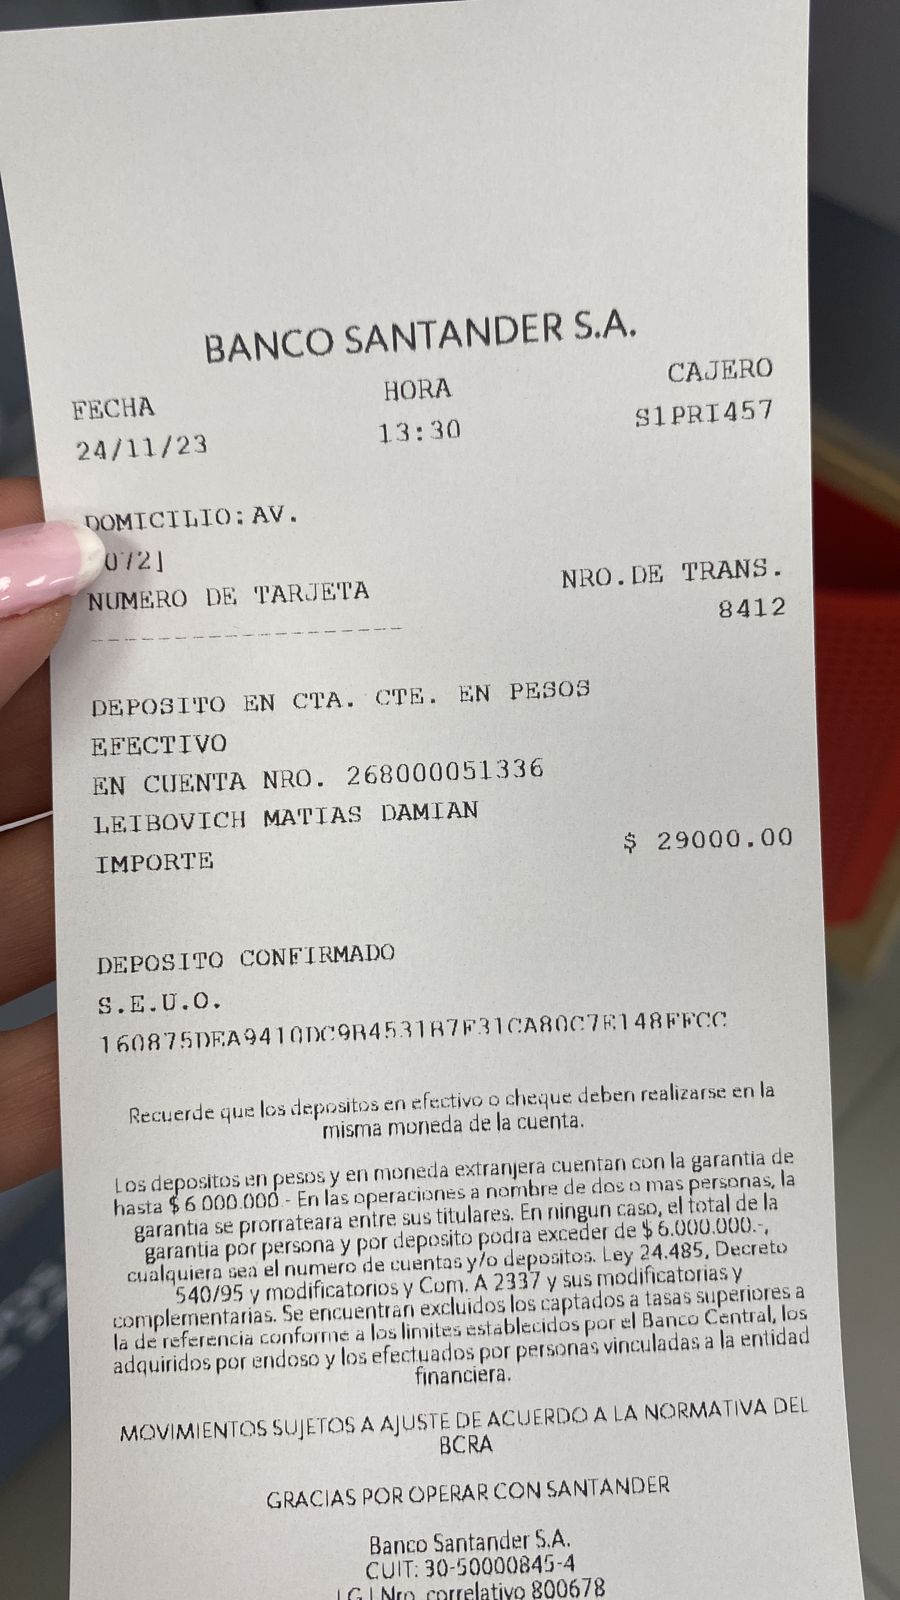 BANCO SANTANDER S.A.
FECHA HORA CAJERO
24/11/23 13:30 S1PRI457
DOMICILIO: AV.
NUMERO DE TARJETA NRO.DE TRANS.
8412
--------------------
DEPOSITO EN CTA. CTE. EN PESOS
EFECTIVO
EN CUENTA NRO. 268000051336
LEIBOVICH MATIAS DAMIAN
IMPORTE $ 29000.00
DEPOSITO CONFIRMADO
S.E.U.O.
Recuerde que los depositos en efectivo o cheque deben realizarse en la
misma moneda de la cuenta.
Los depositos en pesos y en moneda extranjera cuentan con la garantia de
hasta $ 6.000.000.- En las operaciones a nombre de dos o mas personas, la
garantia se prorrateara entre sus titulares. En ningun caso, el total de la
garantia por persona y por deposito podra exceder de $ 6.000.000.-,
cualquiera sea el numero de cuentas y/o depositos. Ley 24.485, Decreto
540/95 y modificatorios y Com. A 2337 y sus modificatorias y
complementarias. Se encuentran excluidos los captados a tasas superiores a
la de referencia conforme a los limites establecidos por el Banco Central, los
adquiridos por endoso y los efectuados por personas vinculadas a la entidad
financiera.
MOVIMIENTOS SUJETOS A AJUSTE DE ACUERDO A LA NORMATIVA DEL
BCRA
GRACIAS POR OPERAR CON SANTANDER
Banco Santander S.A.
CUIT: 30-50000845-4
Nro. correlativo 800678